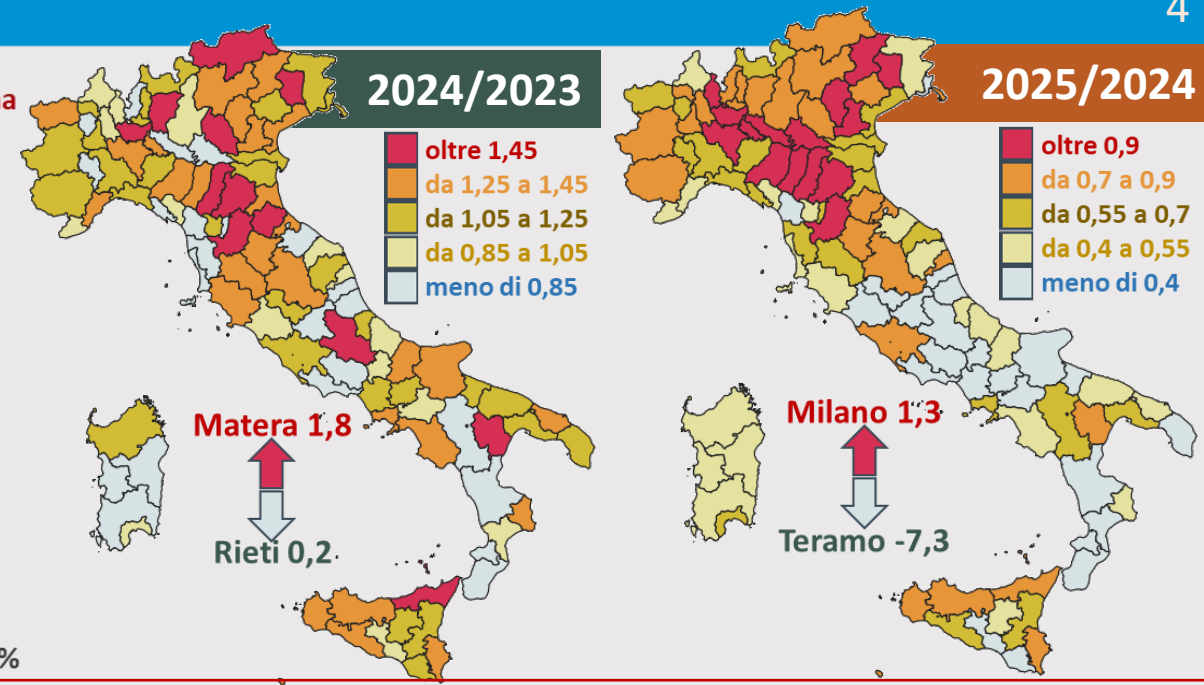 4
na
2024/2023
oltre 1,45
da 1,25 a 1,45
da 1,05 a 1,25
da 0,85 a 1,05
meno di 0,85
Matera 1,8
Rieti 0,2
%
2025/2024
oltre 0,9
da 0,7 a 0,9
da 0,55 a 0,7
da 0,4 a 0,55
meno di 0,4
Milano 1,3
Teramo -7,3